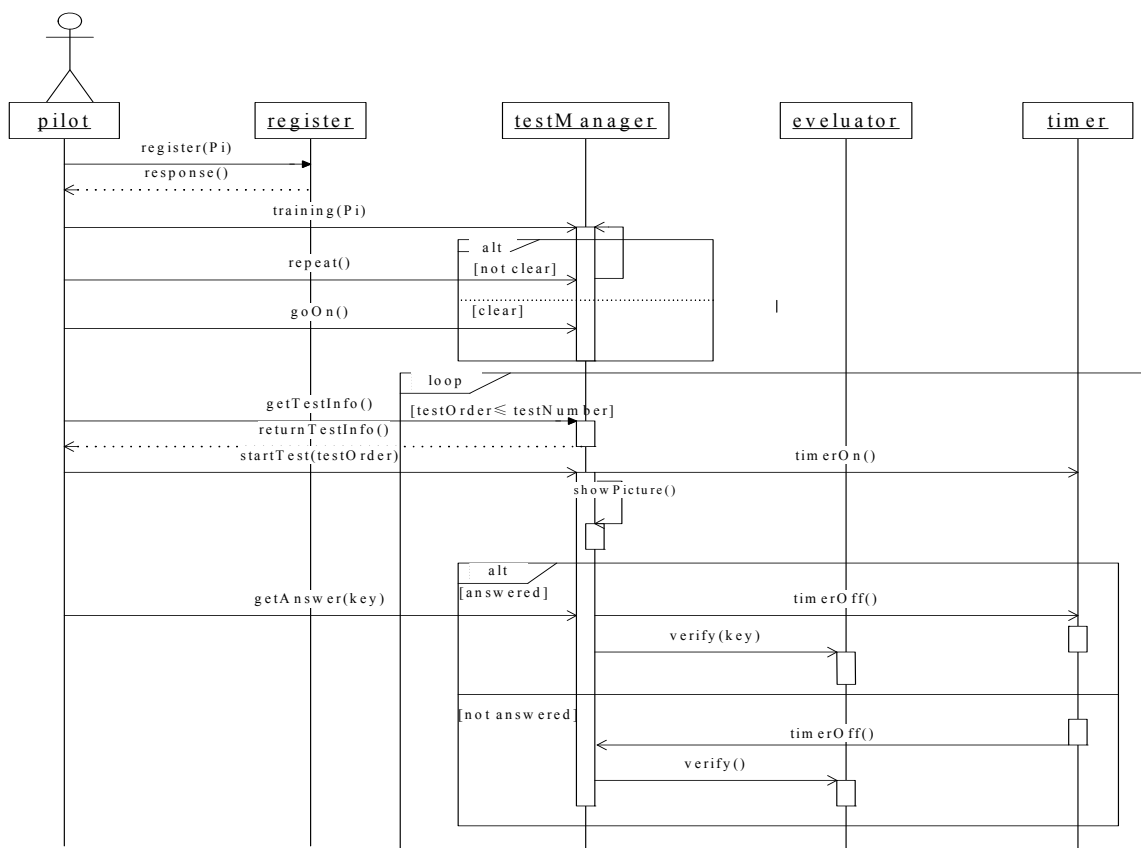 pilot
register
testManager
eveluator
timer
register(Pi)
response()
training(Pi)
alt
repeat()
[not clear]
goOn()
[clear]
loop
getTestInfo()
[testOrder≤ testNumber]
returnTestInfo()
startTest(testOrder)
timerOn()
showPicture()
alt
[answered]
getAnswer(key)
timerOff()
verify(key)
[not answered]
timerOff()
verify()